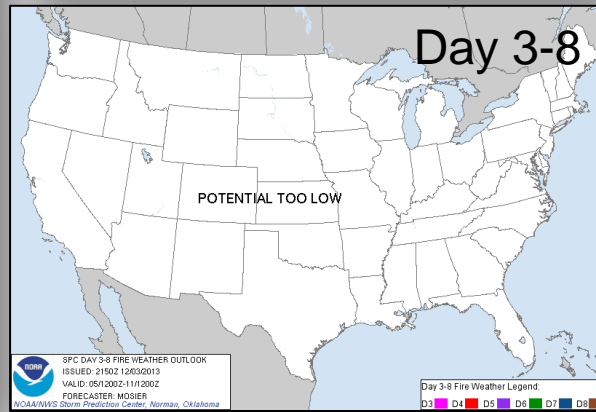 Day 3-8
POTENTIAL TOO LOW
NOAA
SPC DAY 3-8 FIRE WEATHER OUTLOOK
ISSUED: 2150Z 12/03/2013
VALID: 05/1200Z-11/1200Z
FORECASTER: MOSIER
NOAA/NWS Storm Prediction Center, Norman, Oklahoma
Day 3-8 Fire Weather Legend:
D3 D4 D5 D6 D7 D8